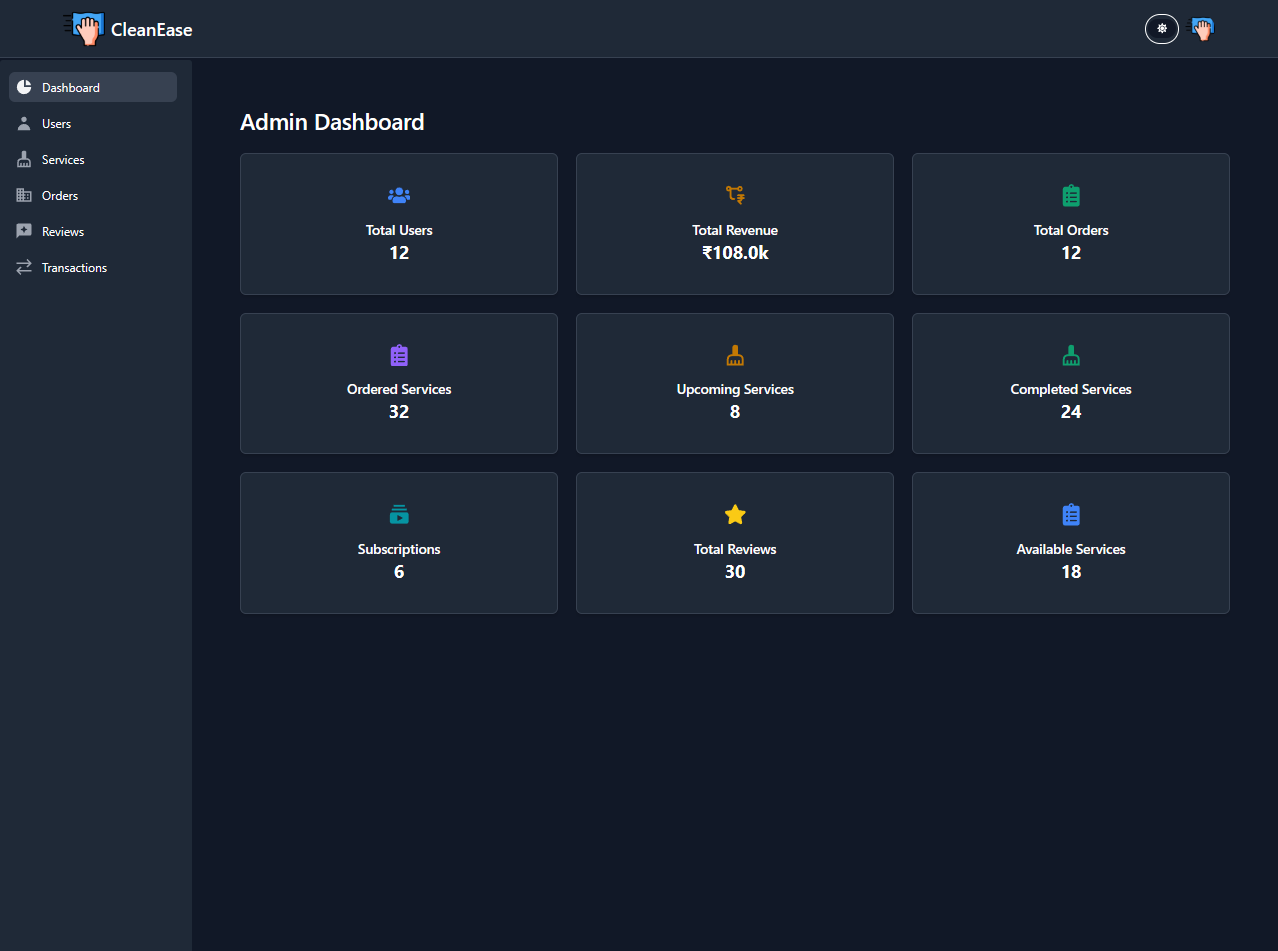 CleanEase
Dashboard
Users
Services
Orders
Reviews
Transactions
Admin Dashboard
Total Users
12
Total Revenue
₹108.0k
Total Orders
12
Ordered Services
32
Upcoming Services
8
Completed Services
24
Subscriptions
6
Total Reviews
30
Available Services
18